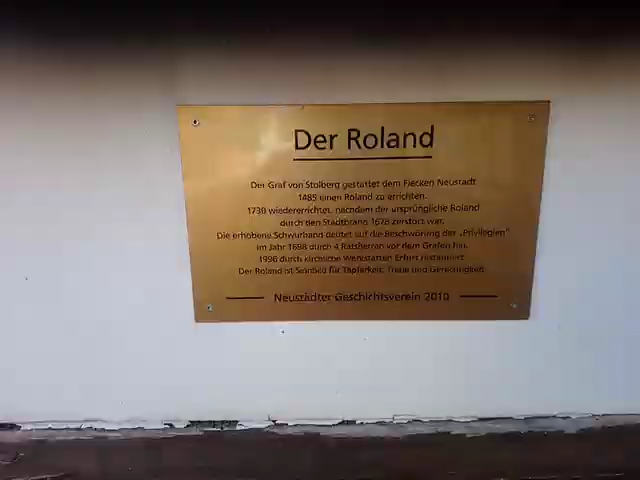 Der Roland
Der Graf von Stolberg gestattet dem Flecken Neustadt
1485 einen Roland zu errichten.
1730 wiedererrichtet, nachdem der ursprüngliche Roland
durch den Stadtbrand 1678 zerstört war.
Die erhobene Schwurhand deutet auf die Beschwörung der „Privilegien"
im Jahr 1698 durch 4 Ratsherren vor dem Grafen hin.
1996 durch kirchliche Werkstätten Erfurt restauriert.
Der Roland ist Sinnbild für Tapferkeit, Treue und Gerechtigkeit.
Neustädter Geschichtsverein 2010